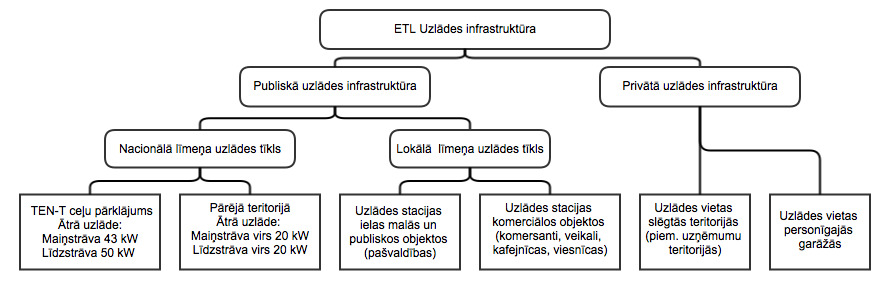 ETL Uzlādes infrastruktūra
Publiskā uzlādes infrastruktūra
Privātā uzlādes infrastruktūra
Nacionālā līmeņa uzlādes tīkls
Lokālā līmeņa uzlādes tīkls
TEN-T ceļu pārklājums
Ātrā uzlāde:
Maiņstrāva 43 kW
Līdzstrāva 50 kW
Pārējā teritorijā
Ātrā uzlāde:
Maiņstrāva virs 20 kW
Līdzstrāva virs 20 kW
Uzlādes stacijas
ielas malās un
publiskos objektos
(pašvaldības)
Uzlādes stacijas
komerciālos objektos
(komersanti, veikali,
kafejnīcas, viesnīcas)
Uzlādes vietas
slēgtās teritorijās
(piem. uzņēmumu
teritorijās)
Uzlādes vietas
personīgajās
garāžās